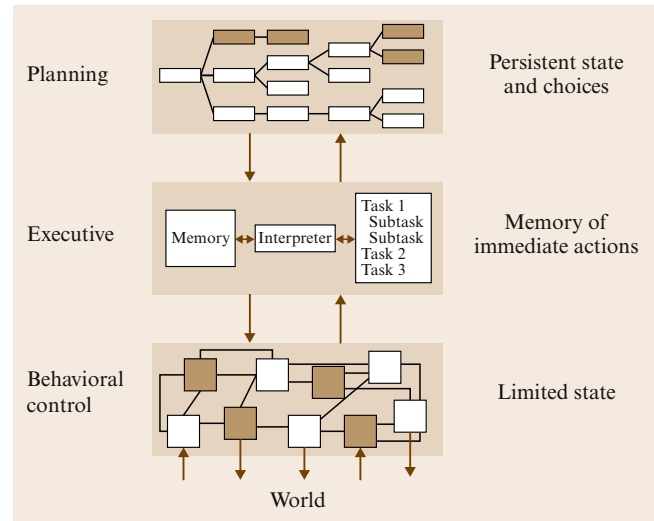 Planning
Persistent state
and choices
Executive
Memory
Interpreter
Task 1
Subtask
Subtask
Task 2
Task 3
Memory of
immediate actions
Behavioral
control
Limited state
World